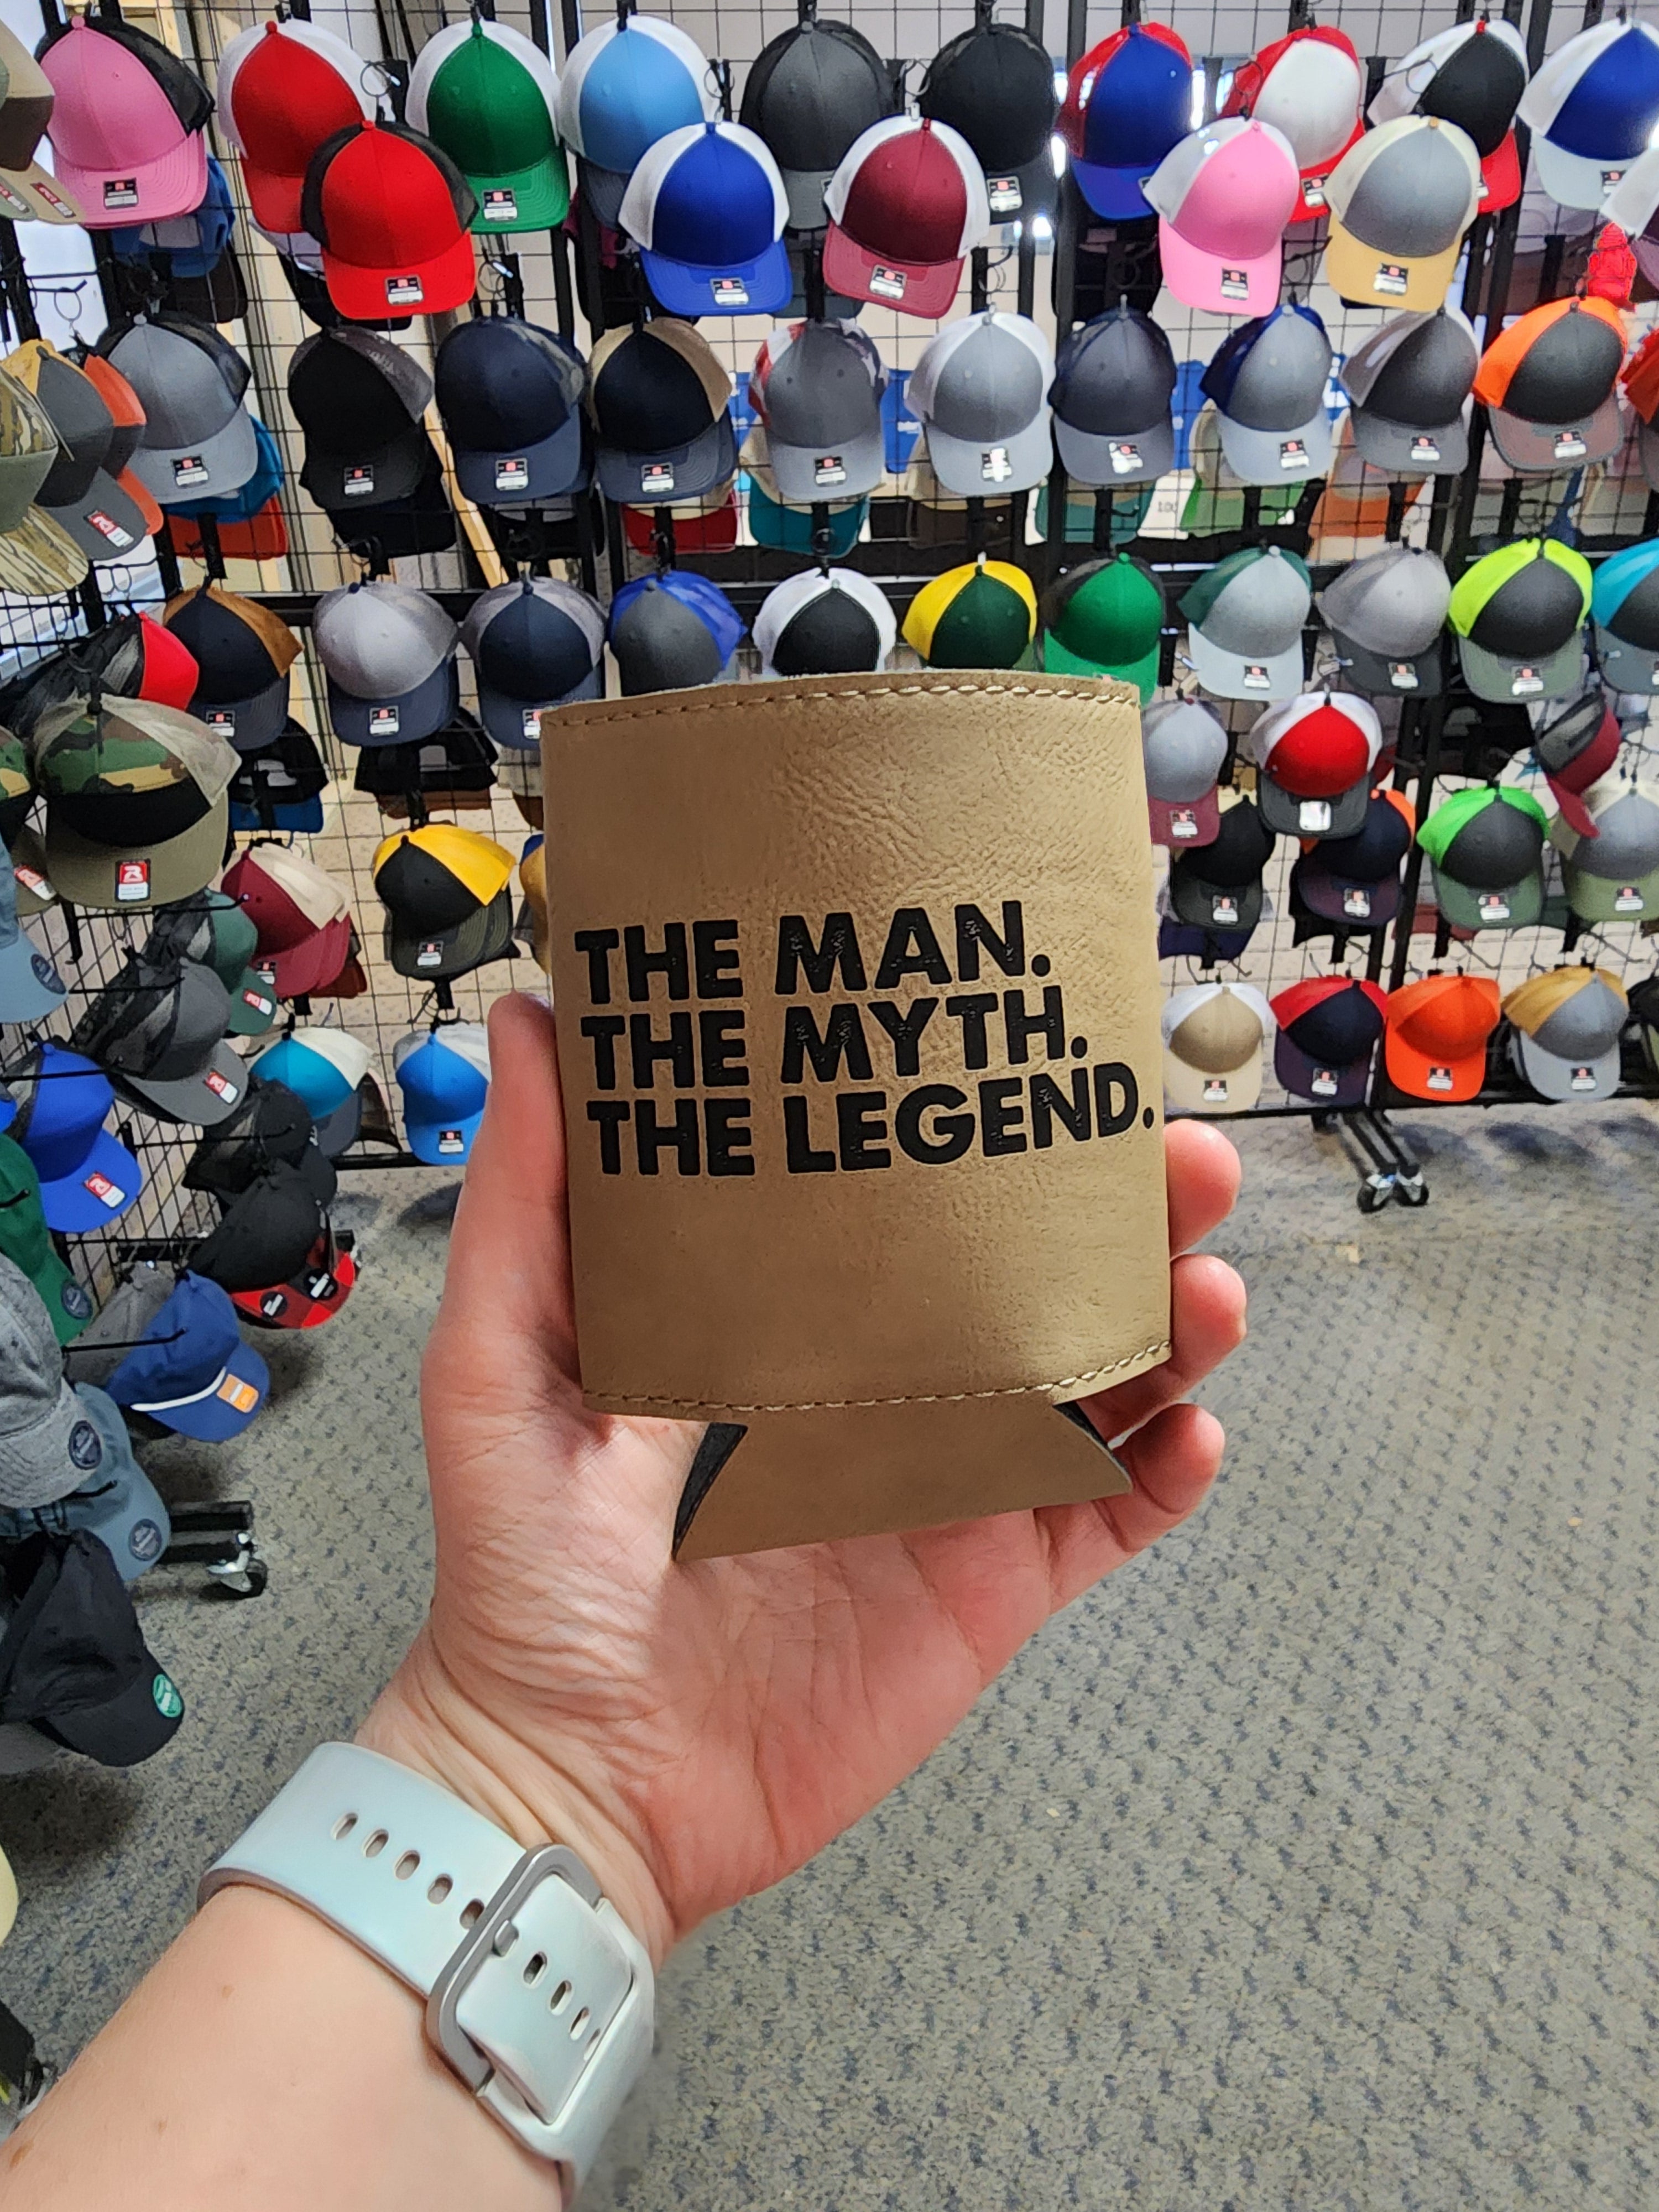 THE MAN.
THE MYTH.
THE LEGEND.